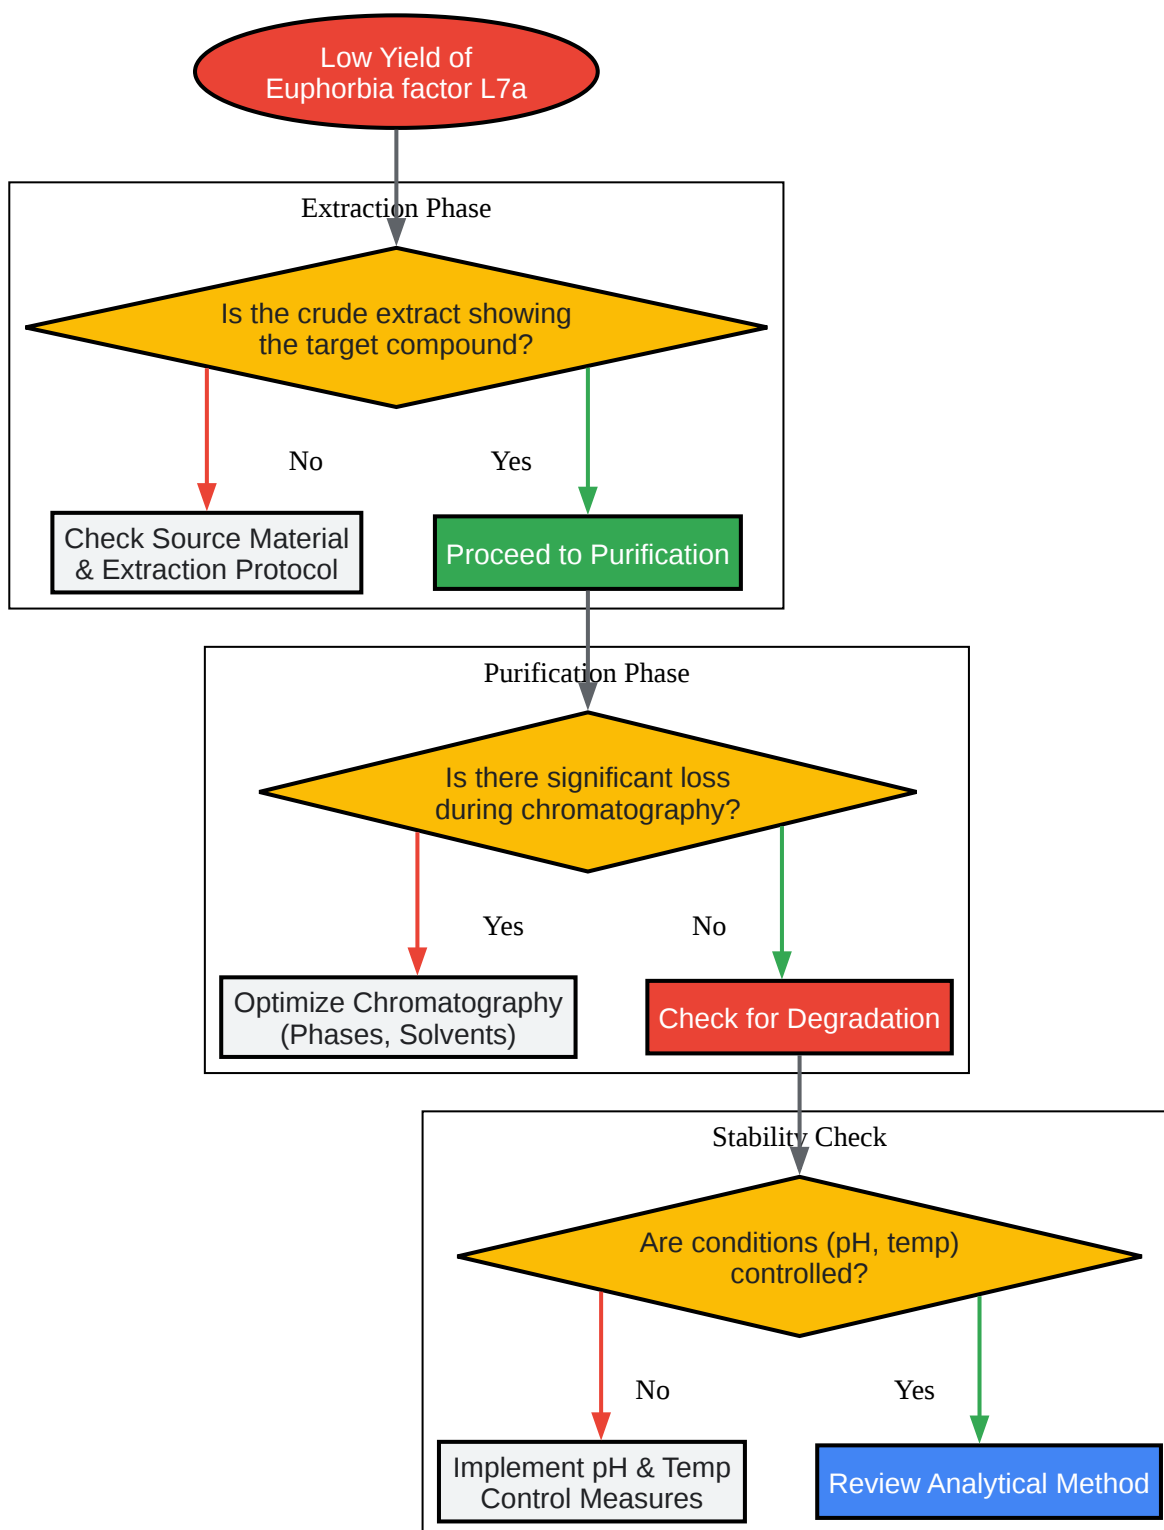 Low Yield of
Euphorbia factor L7a
Extraction Phase
Is the crude extract showing
the target compound?
No
Yes
Check Source Material
& Extraction Protocol
Proceed to Purification
Purification Phase
Is there significant loss
during chromatography?
Yes
No
Optimize Chromatography
(Phases, Solvents)
Check for Degradation
Stability Check
Are conditions (pH, temp)
controlled?
No
Yes
Implement pH & Temp
Control Measures
Review Analytical Method